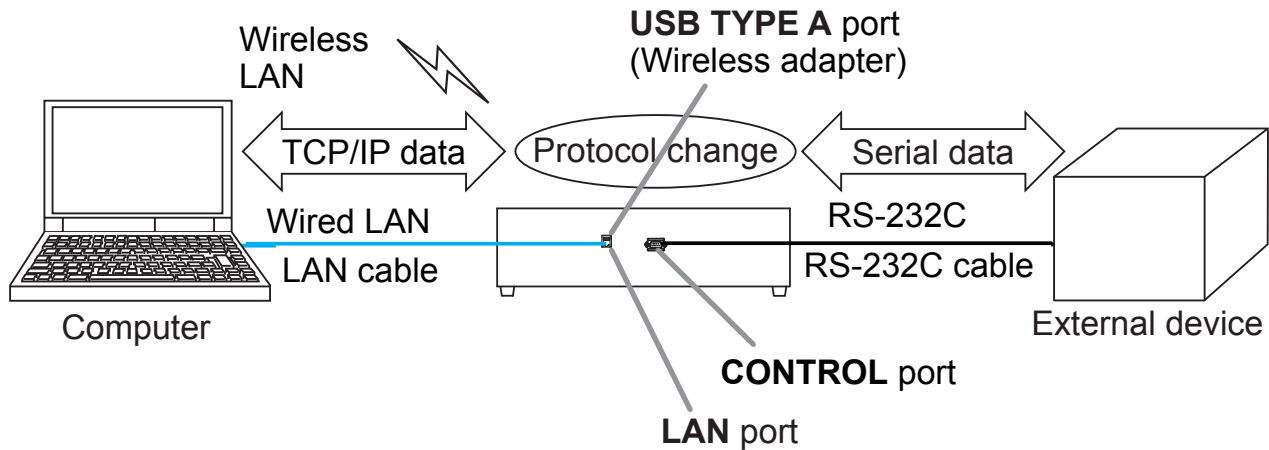 Wireless
LAN
USB TYPE A port
(Wireless adapter)
TCP/IP data
Protocol change
Serial data
Wired LAN
LAN cable
RS-232C
RS-232C cable
Computer
External device
CONTROL port
LAN port